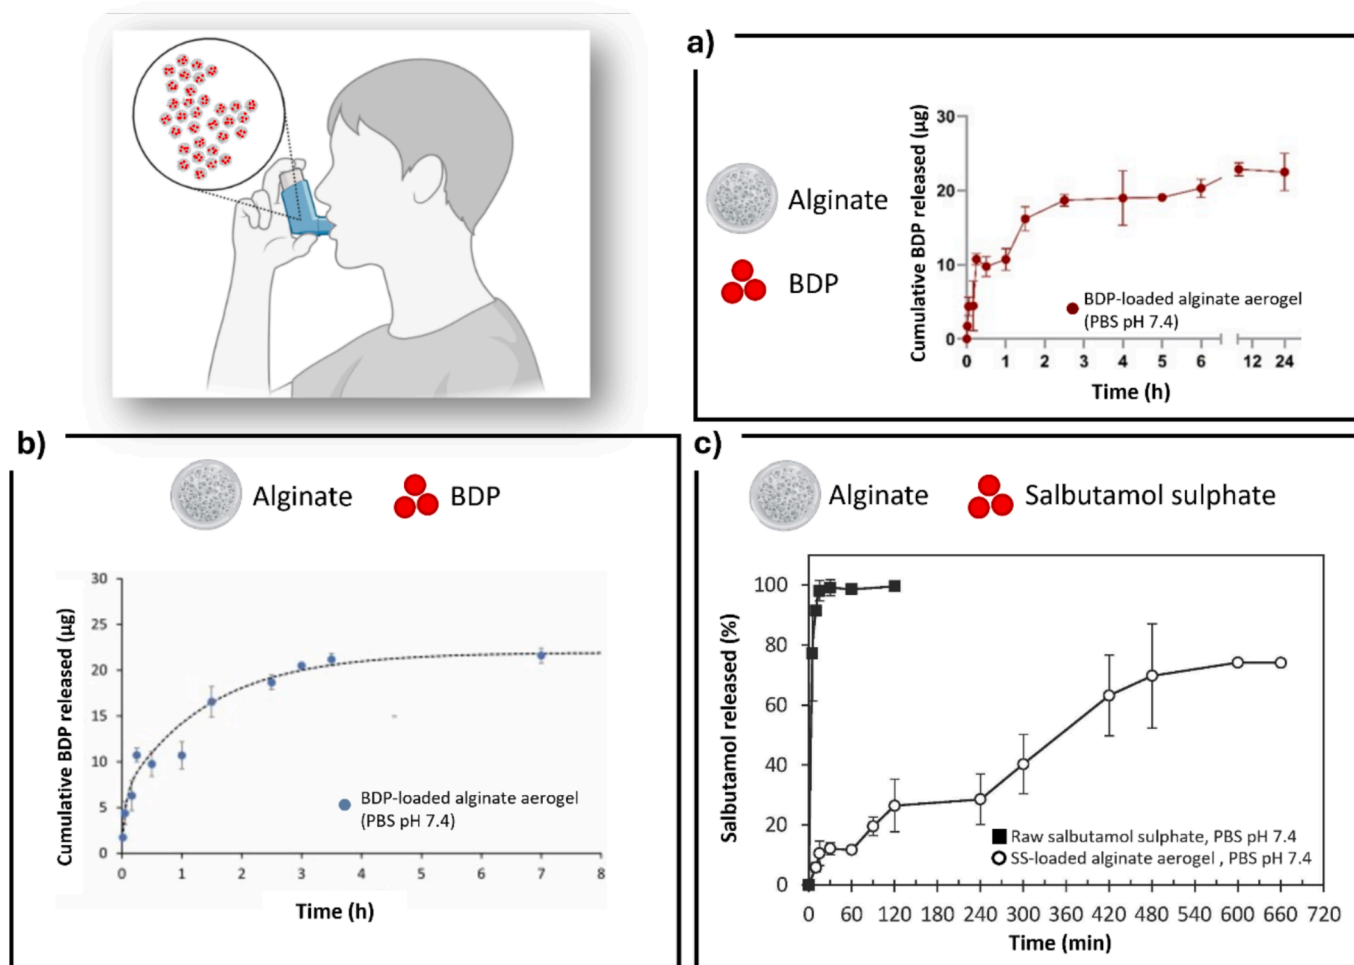 a)
Alginate
BDP
Cumulative BDP released (µg)
30
20
10
0
BDP-loaded alginate aerogel
(PBS pH 7.4)
0 1 2 3 4 5 6 12 24
Time (h)
b)
Alginate BDP
Cumulative BDP released (µg)
30
25
20
15
10
5
0
BDP-loaded alginate aerogel
(PBS pH 7.4)
0 1 2 3 4 5 6 7 8
Time (h)
c)
Alginate Salbutamol sulphate
Salbutamol released (%)
100
80
60
40
20
0
Raw salbutamol sulphate, PBS pH 7.4
SS-loaded alginate aerogel , PBS pH 7.4
0 60 120 180 240 300 360 420 480 540 600 660 720
Time (min)